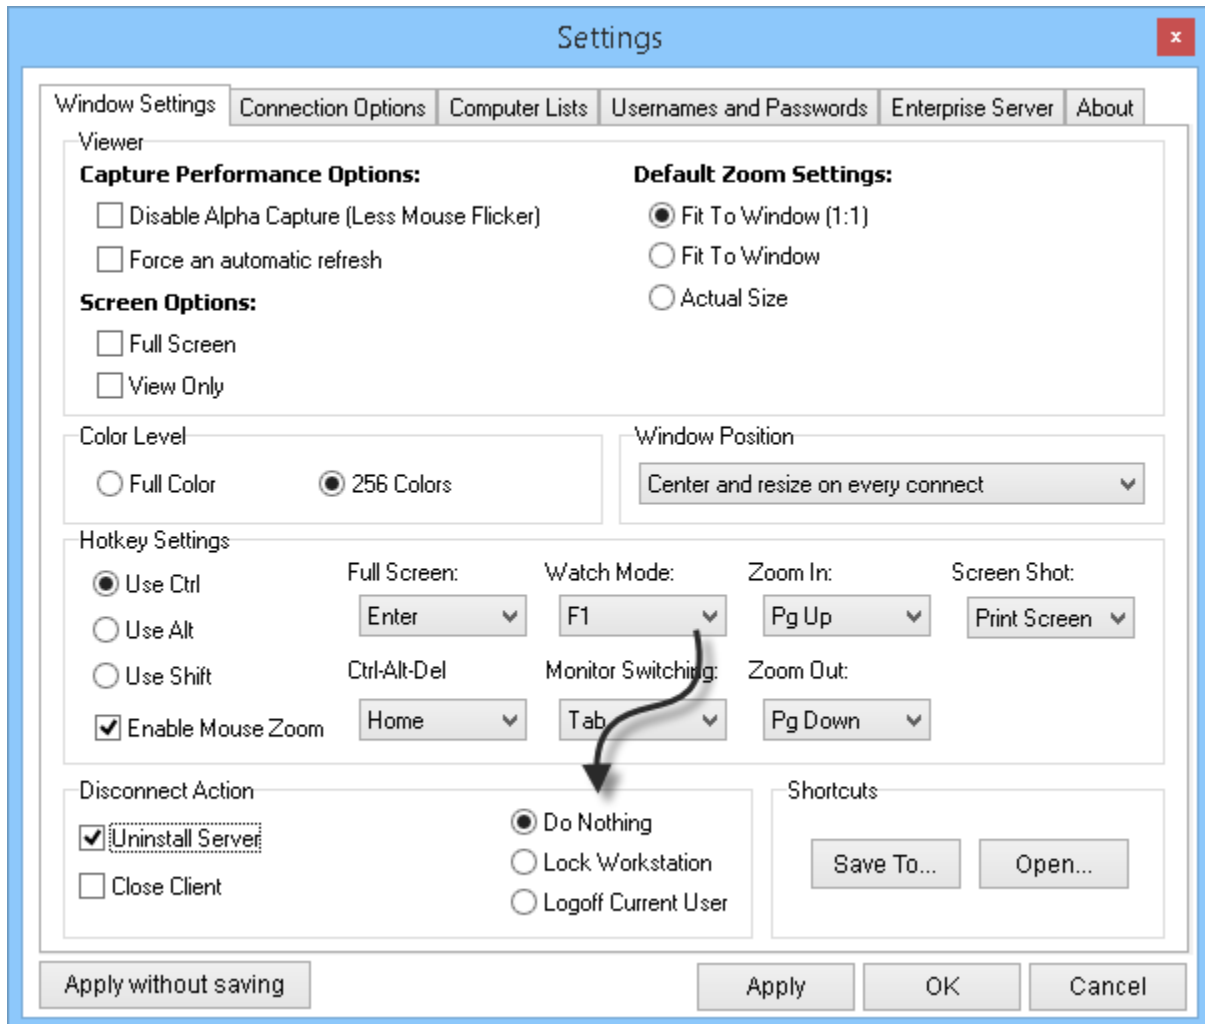 Settings
x
Window Settings Connection Options Computer Lists Usernames and Passwords Enterprise Server About
Viewer
Capture Performance Options: Default Zoom Settings:
Disable Alpha Capture (Less Mouse Flicker) Fit To Window (1:1)
Force an automatic refresh Fit To Window
Screen Options: Actual Size
Full Screen
View Only
Color Level Window Position
Full Color 256 Colors Center and resize on every connect
Hotkey Settings
Use Ctrl Full Screen: Watch Mode: Zoom In: Screen Shot:
Use Alt Enter F1 Pg Up Print Screen
Use Shift Ctrl-Alt-Del Monitor Switching: Zoom Out:
Enable Mouse Zoom Home Tab Pg Down
Disconnect Action Shortcuts
Uninstall Server Do Nothing
Close Client Lock Workstation Save To... Open...
Logoff Current User
Apply without saving Apply OK Cancel